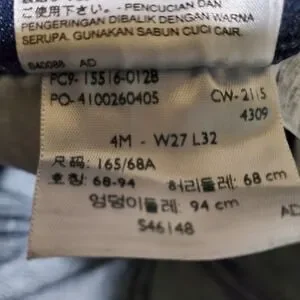 使用下さい。- PENCUCIAN DAN
PENGERINGAN DIBALIK DENGAN WARNA
SERUPA. GUNAKAN SABUN CUCI CAIR.
SA0088 AD
PC9-15516-012B
PO-4100260405 CW-2115
4309
4M - W27 L32
尺码: 165/68A
호칭: 68-94 허리둘레: 68 cm
엉덩이둘레: 94 cm
S46148